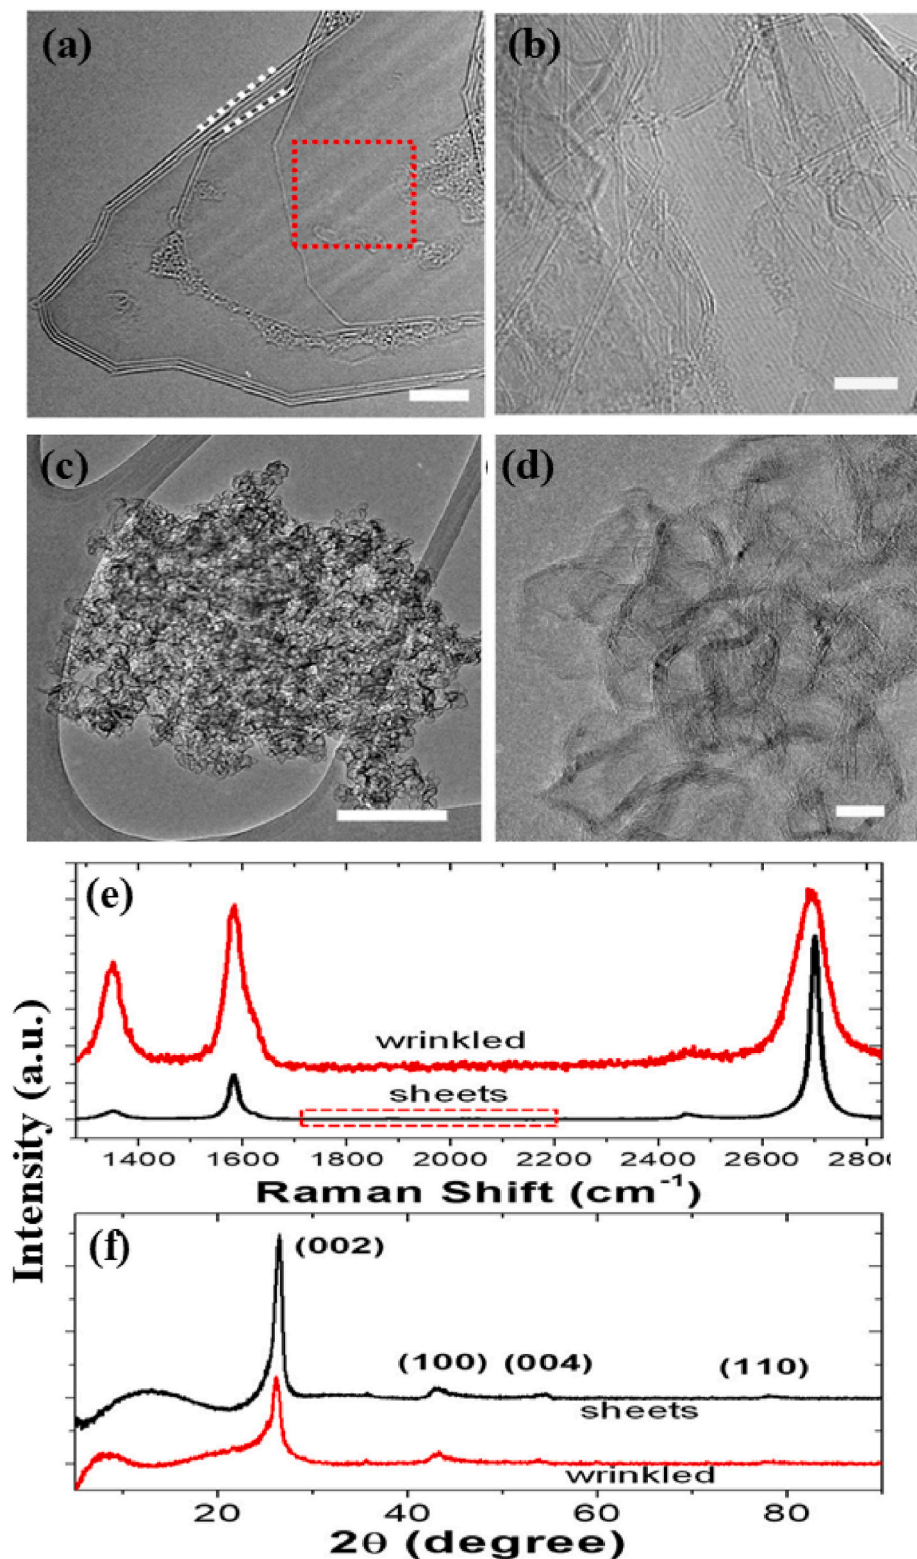 (a)
(b)
(c)
(d)
(e)
wrinkled
sheets
1400 1600 1800 2000 2200 2400 2600 2800
Raman Shift (cm-1)
Intensity (a.u.)
(f)
(002)
(100) (004) (110)
sheets
wrinkled
20 40 60 80
2θ (degree)